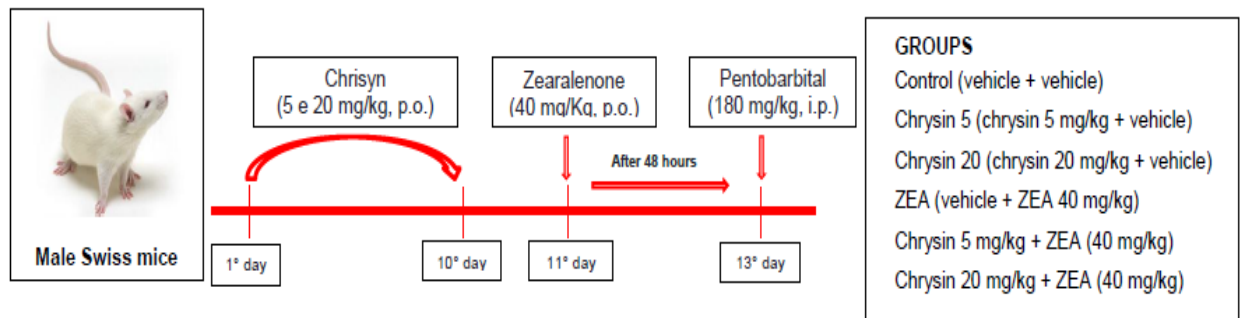 Male Swiss mice
Chrisyn
(5 e 20 mg/kg, p.o.)
Zearalenone
(40 mg/Kg, p.o.)
Pentobarbital
(180 mg/kg, i.p.)
After 48 hours
1° day
10° day
11° day
13° day
GROUPS
Control (vehicle + vehicle)
Chrysin 5 (chrysin 5 mg/kg + vehicle)
Chrysin 20 (chrysin 20 mg/kg + vehicle)
ZEA (vehicle + ZEA 40 mg/kg)
Chrysin 5 mg/kg + ZEA (40 mg/kg)
Chrysin 20 mg/kg + ZEA (40 mg/kg)